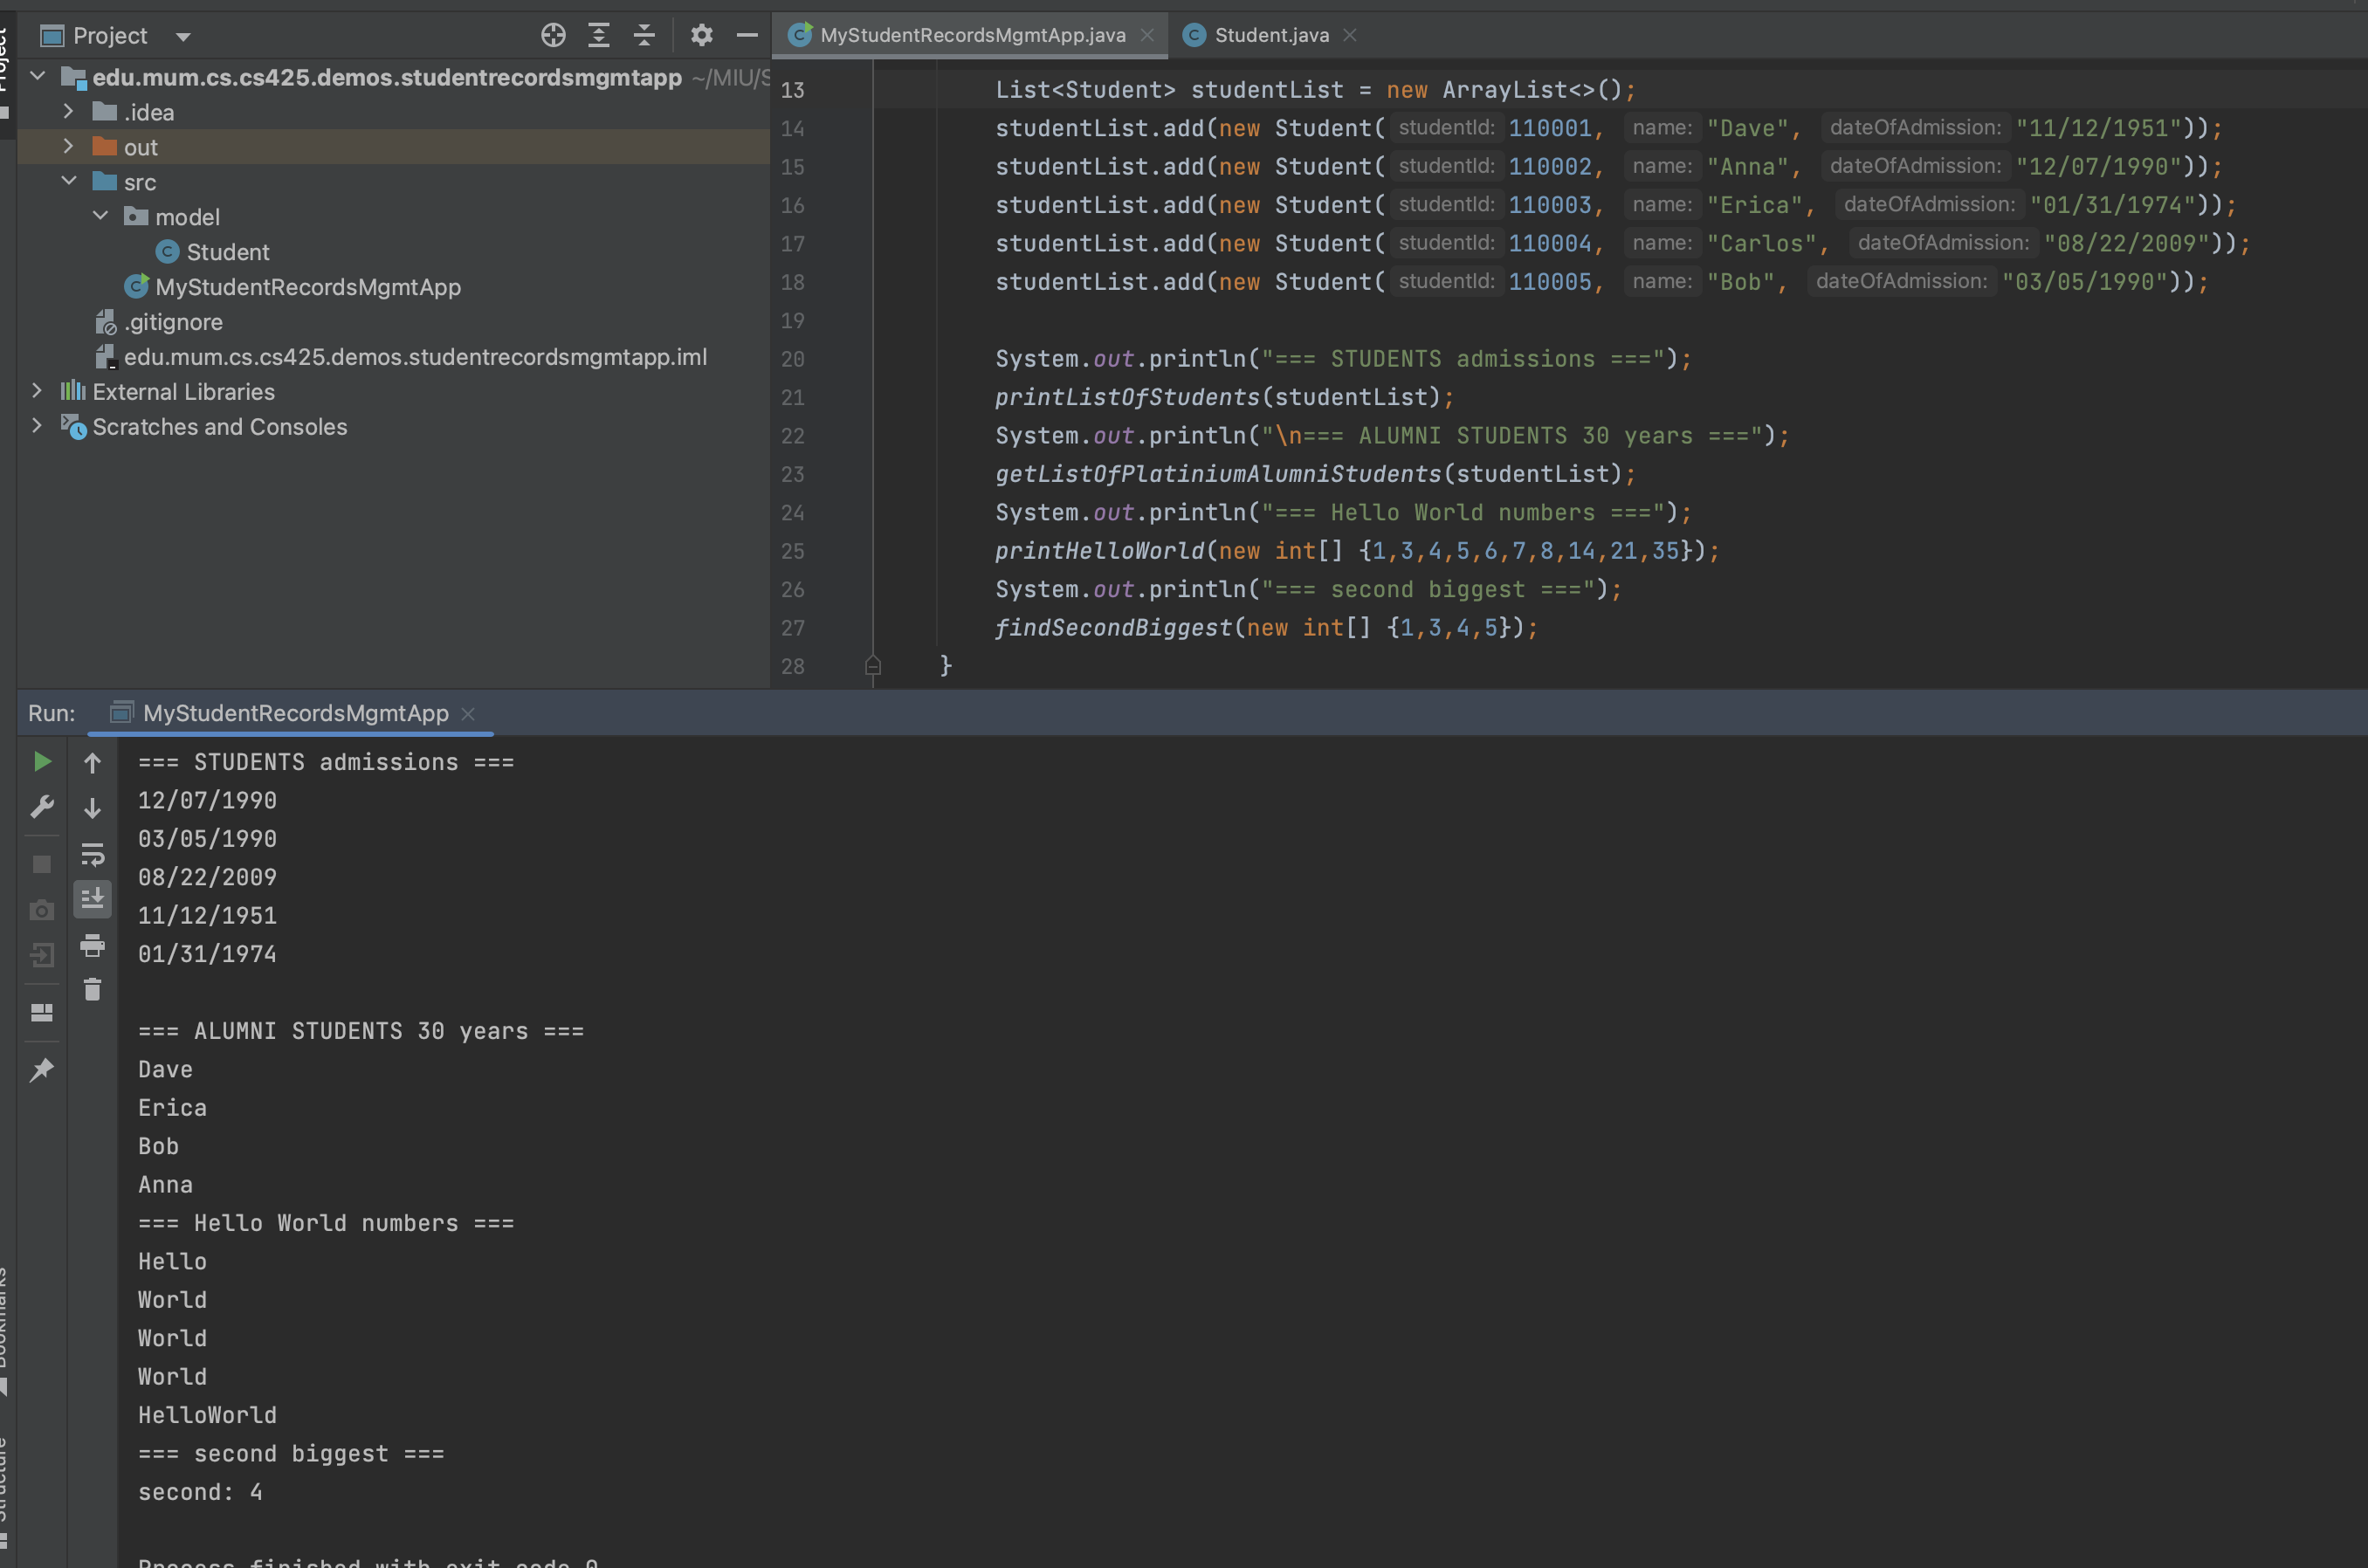 Project
MyStudentRecordsMgmtApp.java
Student.java
edu.mum.cs.cs425.demos.studentrecordsmgmtapp ~/MIU/S
.idea
out
src
model
Student
MyStudentRecordsMgmtApp
.gitignore
edu.mum.cs.cs425.demos.studentrecordsmgmtapp.iml
External Libraries
Scratches and Consoles
13 List<Student> studentList = new ArrayList<>();
14 studentList.add(new Student( studentId: 110001, name: "Dave", dateOfAdmission: "11/12/1951"));
15 studentList.add(new Student( studentId: 110002, name: "Anna", dateOfAdmission: "12/07/1990"));
16 studentList.add(new Student( studentId: 110003, name: "Erica", dateOfAdmission: "01/31/1974"));
17 studentList.add(new Student( studentId: 110004, name: "Carlos", dateOfAdmission: "08/22/2009"));
18 studentList.add(new Student( studentId: 110005, name: "Bob", dateOfAdmission: "03/05/1990"));
19
20 System.out.println("=== STUDENTS admissions ===");
21 printListOfStudents(studentList);
22 System.out.println("\n=== ALUMNI STUDENTS 30 years ===");
23 getListOfPlatiniumAlumniStudents(studentList);
24 System.out.println("=== Hello World numbers ===");
25 printHelloWorld(new int[] {1,3,4,5,6,7,8,14,21,35});
26 System.out.println("=== second biggest ===");
27 findSecondBiggest(new int[] {1,3,4,5});
28 }
Run: MyStudentRecordsMgmtApp
=== STUDENTS admissions ===
12/07/1990
03/05/1990
08/22/2009
11/12/1951
01/31/1974
=== ALUMNI STUDENTS 30 years ===
Dave
Erica
Bob
Anna
=== Hello World numbers ===
Hello
World
World
World
HelloWorld
=== second biggest ===
second: 4
Process finished with exit code 0
Project
Bookmarks
Structure